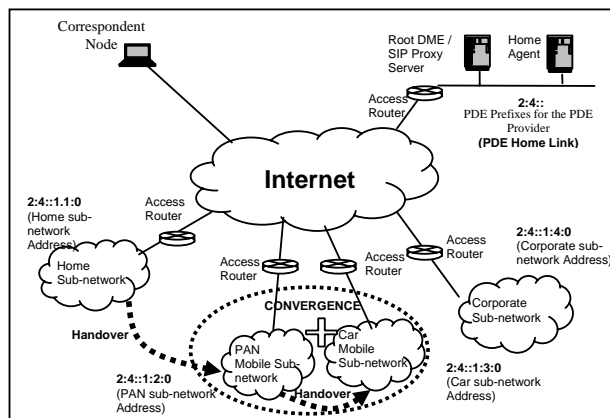 Correspondent
Node
Root DME /
SIP Proxy
Server
Home
Agent
Access
Router
2:4::
PDE Prefixes for the PDE
Provider
(PDE Home Link)
Internet
2:4::1.1:0
(Home sub-
network
Address)
Access
Router
Home
Sub-network
Access
Router
Access
Router
Access
Router
2:4::1:4:0
(Corporate sub-
network Address)
Corporate
Sub-network
CONVERGENCE
Handover
PAN
Mobile Sub-
network
Car
Mobile
Sub-network
Handover
2:4::1:2:0
(PAN sub-network
Address)
2:4::1:3:0
(Car sub-network
Address)